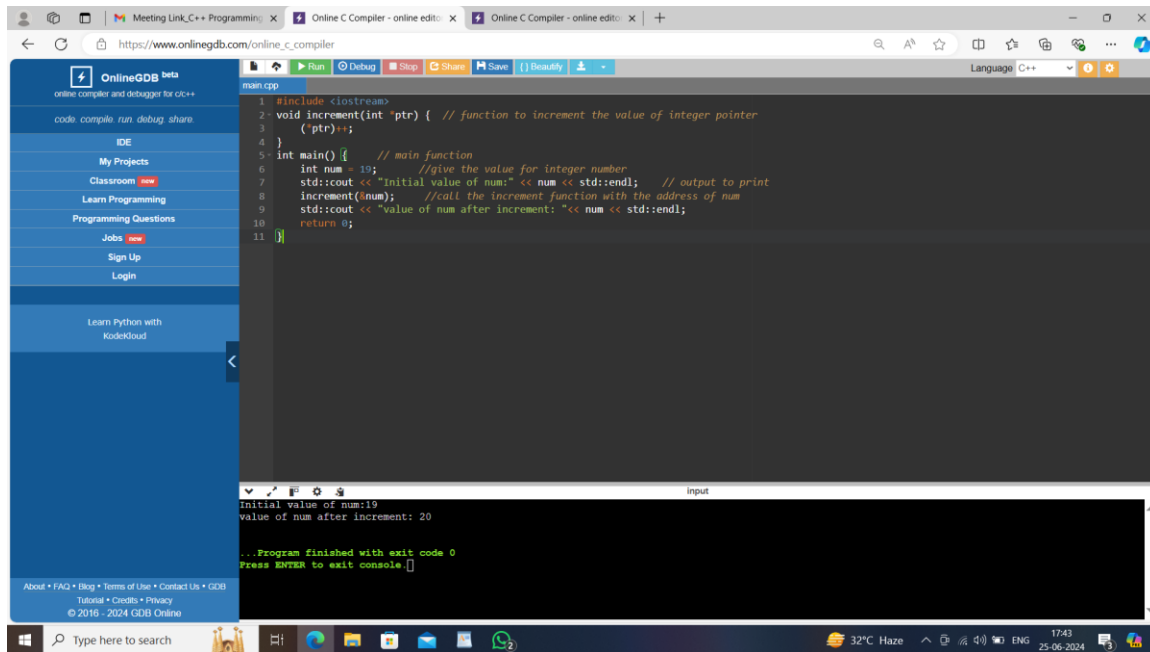 Meeting Link_C++ Programming
Online C Compiler - online edito
Online C Compiler - online edito
https://www.onlinegdb.com/online_c_compiler
OnlineGDB beta
online compiler and debugger for c/c++
code. compile. run. debug. share.
IDE
My Projects
Classroom new
Learn Programming
Programming Questions
Jobs new
Sign Up
Login
Learn Python with
KodeKloud
About • FAQ • Blog • Terms of Use • Contact Us • GDB
Tutorial • Credits • Privacy
© 2016 - 2024 GDB Online
Run Debug Stop Share Save { } Beautify
Language C++
main.cpp
1 #include <iostream>
2 void increment(int *ptr) { // function to increment the value of integer pointer
3 (*ptr)++;
4 }
5 int main() { // main function
6 int num = 19; //give the value for integer number
7 std::cout << "Initial value of num:" << num << std::endl; // output to print
8 increment(&num); //call the increment function with the address of num
9 std::cout << "value of num after increment: "<< num << std::endl;
10 return 0;
11 }
input
Initial value of num:19
value of num after increment: 20
...Program finished with exit code 0
Press ENTER to exit console.
Type here to search
32°C Haze
ENG
17:43
25-06-2024